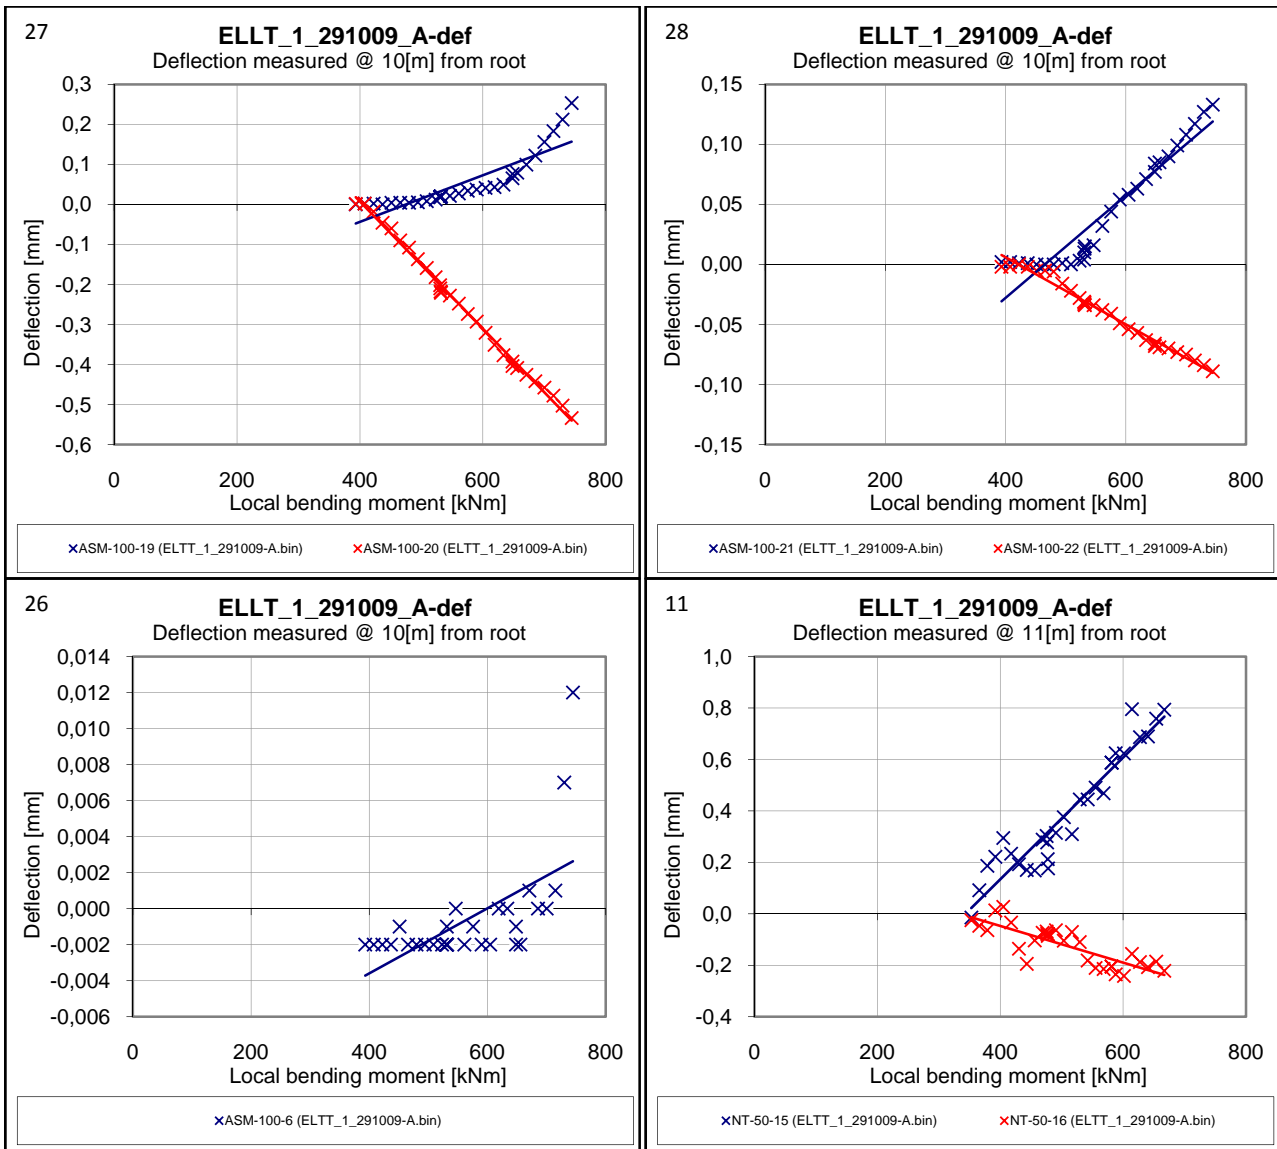 27
ELLT_1_291009_A-def
Deflection measured @ 10[m] from root
0,3
0,2
0,1
0,0
-0,1
-0,2
-0,3
-0,4
-0,5
-0,6
Deflection [mm]
0 200 400 600 800
Local bending moment [kNm]
×ASM-100-19 (ELTT_1_291009-A.bin) ×ASM-100-20 (ELTT_1_291009-A.bin)
28
ELLT_1_291009_A-def
Deflection measured @ 10[m] from root
0,15
0,10
0,05
0,00
-0,05
-0,10
-0,15
Deflection [mm]
0 200 400 600 800
Local bending moment [kNm]
×ASM-100-21 (ELTT_1_291009-A.bin) ×ASM-100-22 (ELTT_1_291009-A.bin)
26
ELLT_1_291009_A-def
Deflection measured @ 10[m] from root
0,014
0,012
0,010
0,008
0,006
0,004
0,002
0,000
-0,002
-0,004
-0,006
Deflection [mm]
0 200 400 600 800
Local bending moment [kNm]
×ASM-100-6 (ELTT_1_291009-A.bin)
11
ELLT_1_291009_A-def
Deflection measured @ 11[m] from root
1,0
0,8
0,6
0,4
0,2
0,0
-0,2
-0,4
Deflection [mm]
0 200 400 600 800
Local bending moment [kNm]
×NT-50-15 (ELTT_1_291009-A.bin) ×NT-50-16 (ELTT_1_291009-A.bin)